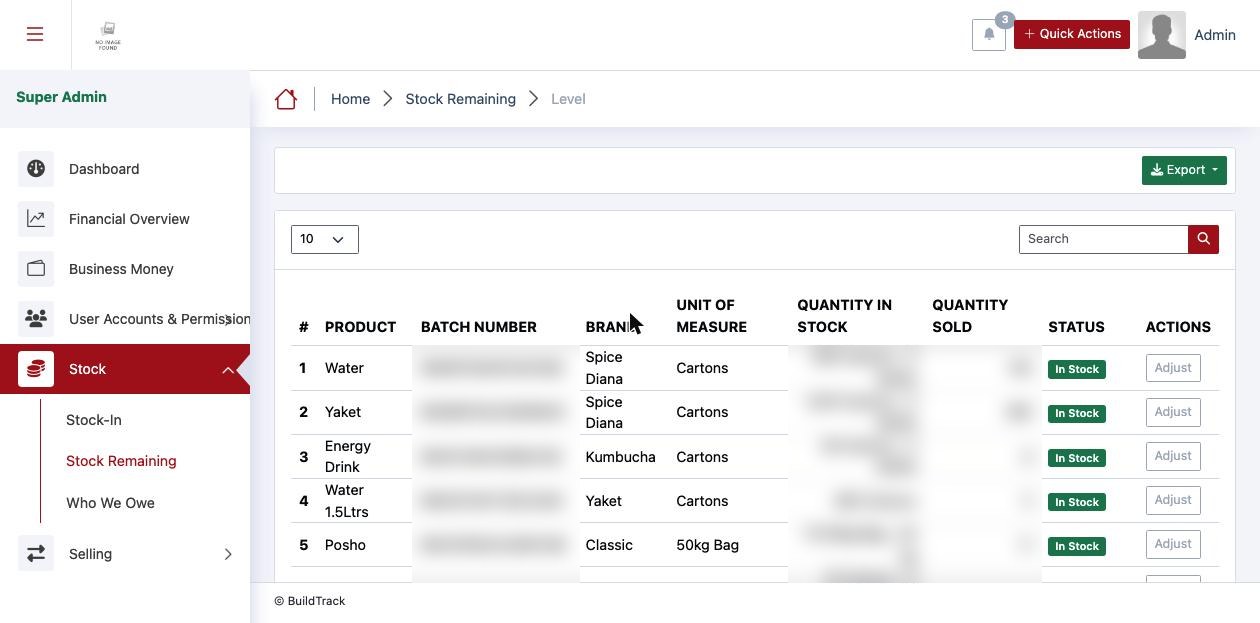 NO IMAGE
FOUND
3
+ Quick Actions
Admin
Super Admin
Home
Stock Remaining
Level
Dashboard
Financial Overview
Business Money
User Accounts & Permission
Stock
Stock-In
Stock Remaining
Who We Owe
Selling
Export
10
Search
# PRODUCT BATCH NUMBER BRAN UNIT OF MEASURE QUANTITY IN STOCK QUANTITY SOLD STATUS ACTIONS
1 Water Spice Diana Cartons In Stock Adjust
2 Yaket Spice Diana Cartons In Stock Adjust
3 Energy Drink Kumbucha Cartons In Stock Adjust
4 Water 1.5Ltrs Yaket Cartons In Stock Adjust
5 Posho Classic 50kg Bag In Stock Adjust
© BuildTrack